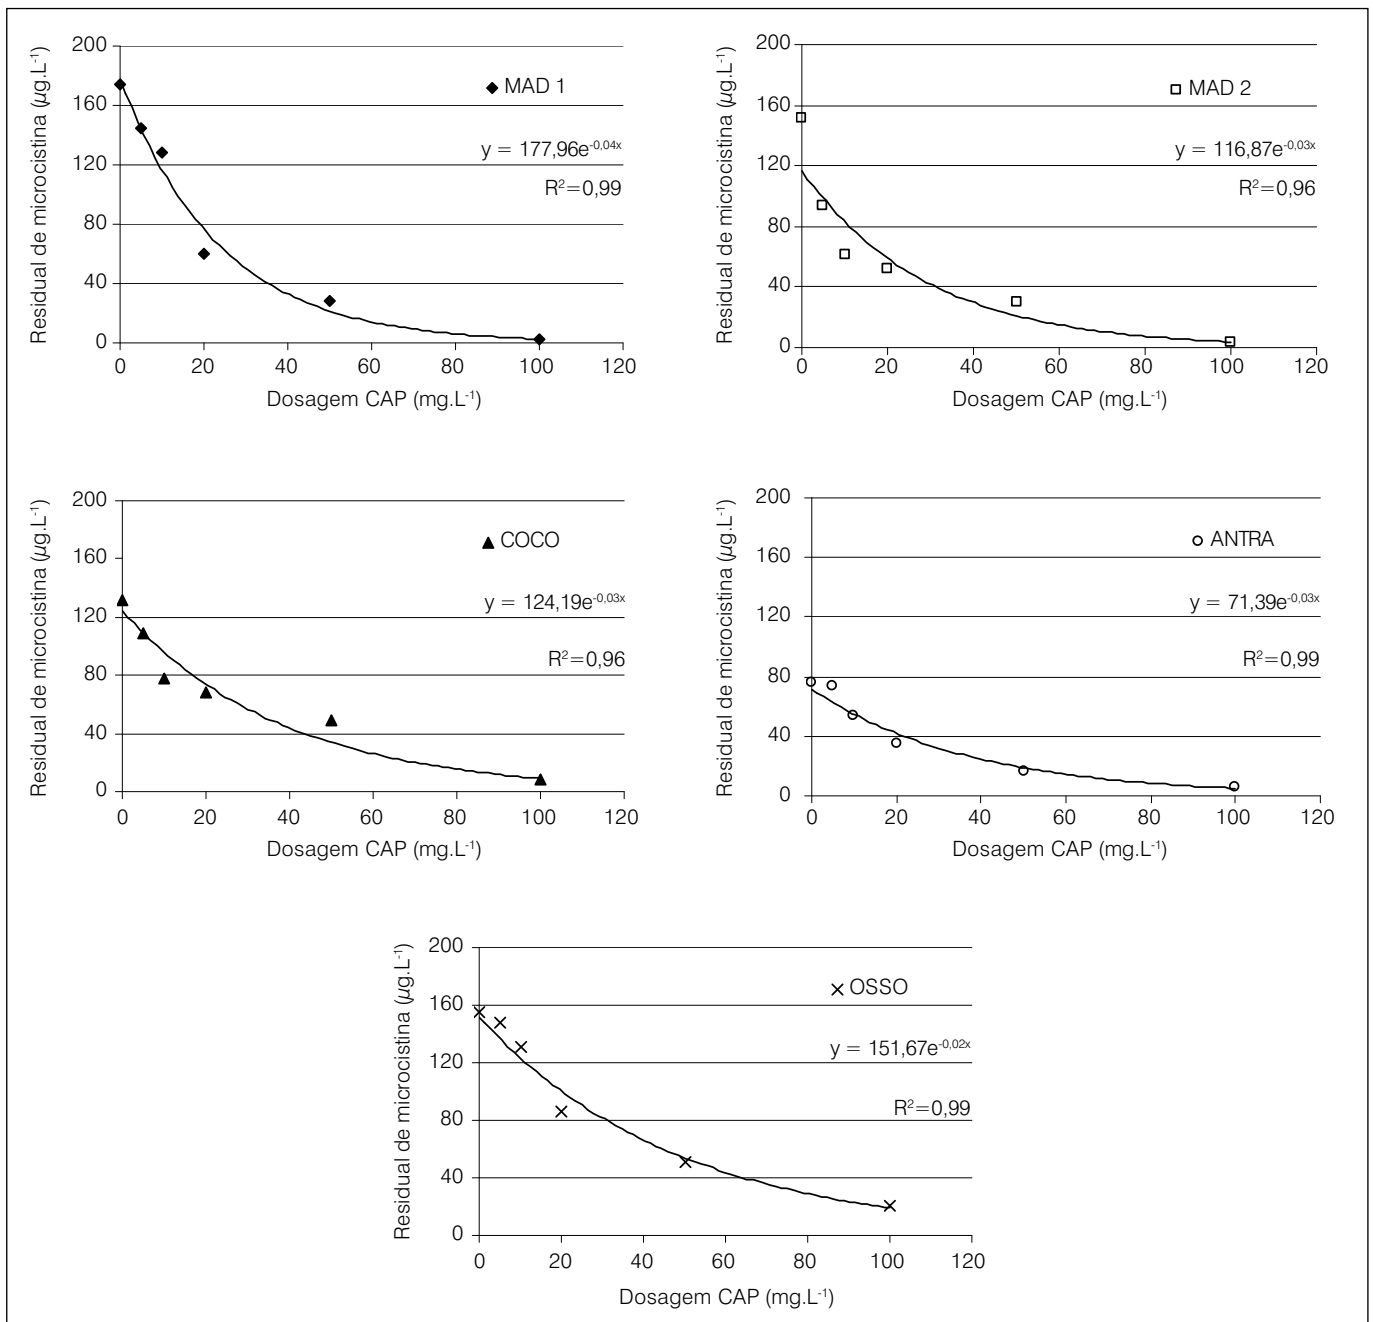 Residual de microcistina (µg.L-1)
200
160
120
80
40
0
MAD 1
y = 177,96e-0,04x
R2=0,99
0 20 40 60 80 100 120
Dosagem CAP (mg.L-1)
Residual de microcistina (µg.L-1)
200
160
120
80
40
0
MAD 2
y = 116,87e-0,03x
R2=0,96
0 20 40 60 80 100 120
Dosagem CAP (mg.L-1)
Residual de microcistina (µg.L-1)
200
160
120
80
40
0
COCO
y = 124,19e-0,03x
R2=0,96
0 20 40 60 80 100 120
Dosagem CAP (mg.L-1)
Residual de microcistina (µg.L-1)
200
160
120
80
40
0
ANTRA
y = 71,39e-0,03x
R2=0,99
0 20 40 60 80 100 120
Dosagem CAP (mg.L-1)
Residual de microcistina (µg.L-1)
200
160
120
80
40
0
OSSO
y = 151,67e-0,02x
R2=0,99
0 20 40 60 80 100 120
Dosagem CAP (mg.L-1)